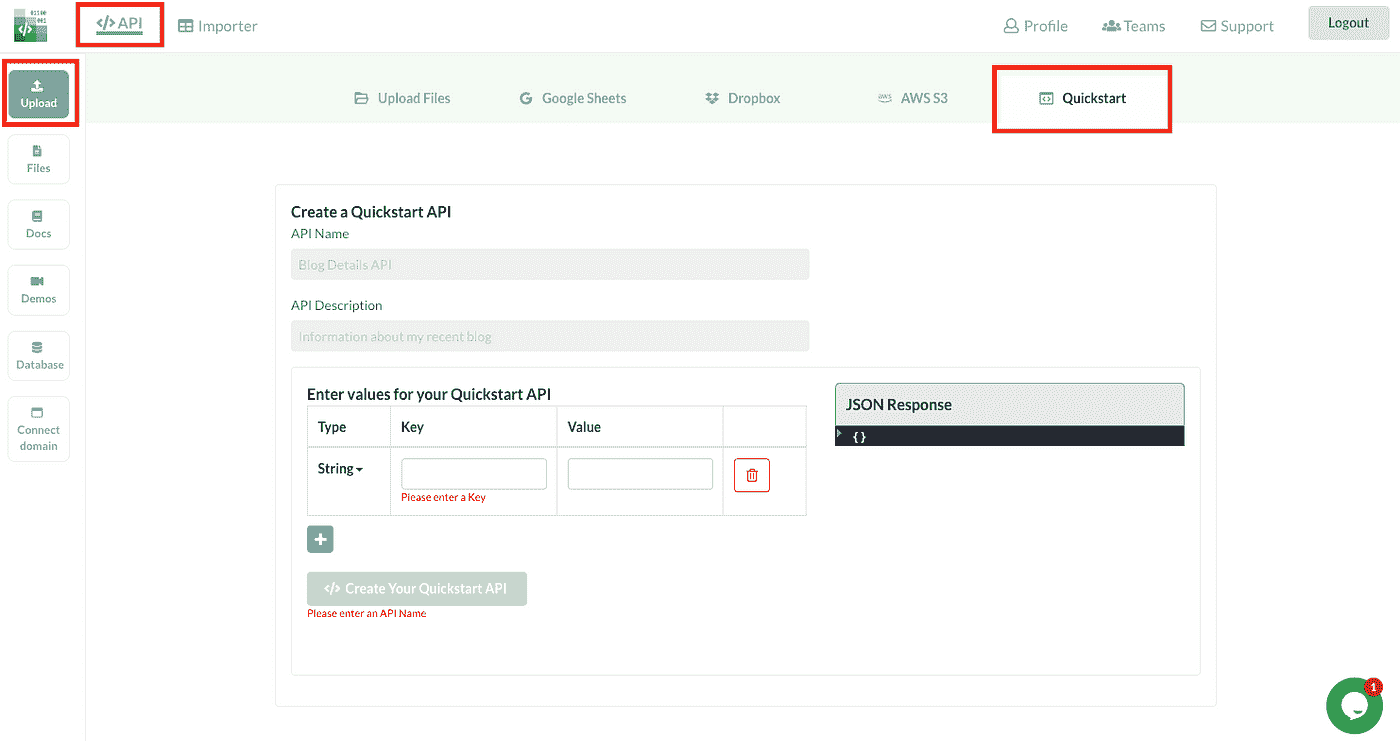 01100
001
</>
</> API
Importer
Profile
Teams
Support
Logout
Upload
Files
Docs
Demos
Database
Connect
domain
Upload Files
Google Sheets
Dropbox
aws AWS S3
Quickstart
Create a Quickstart API
API Name
Blog Details API
API Description
Information about my recent blog
Enter values for your Quickstart API
Type Key Value
String
Please enter a Key
+
</> Create Your Quickstart API
Please enter an API Name
JSON Response
{}
1